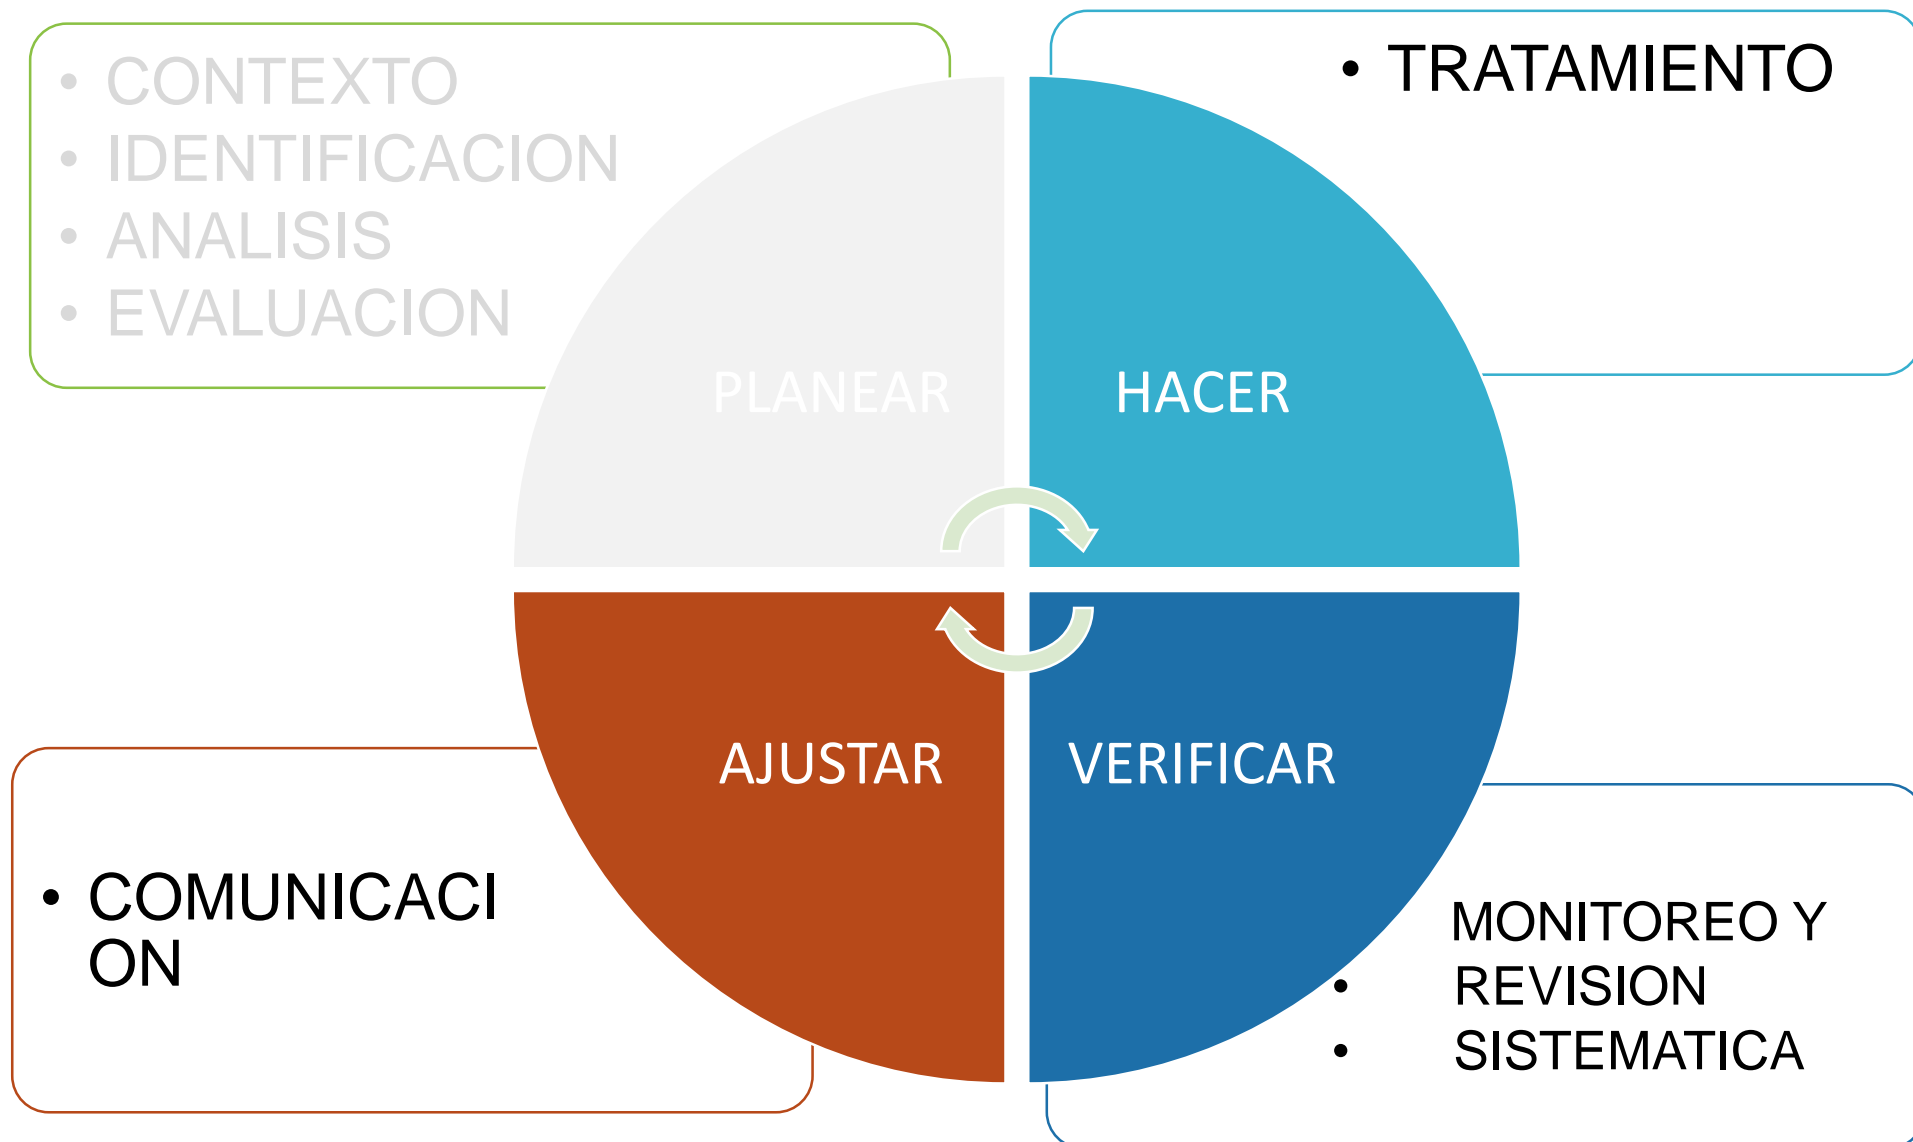 • CONTEXTO
• IDENTIFICACION
• ANALISIS
• EVALUACION
• TRATAMIENTO
PLANEAR
HACER
AJUSTAR
VERIFICAR
• COMUNICACI
ON
MONITOREO Y
• REVISION
• SISTEMATICA